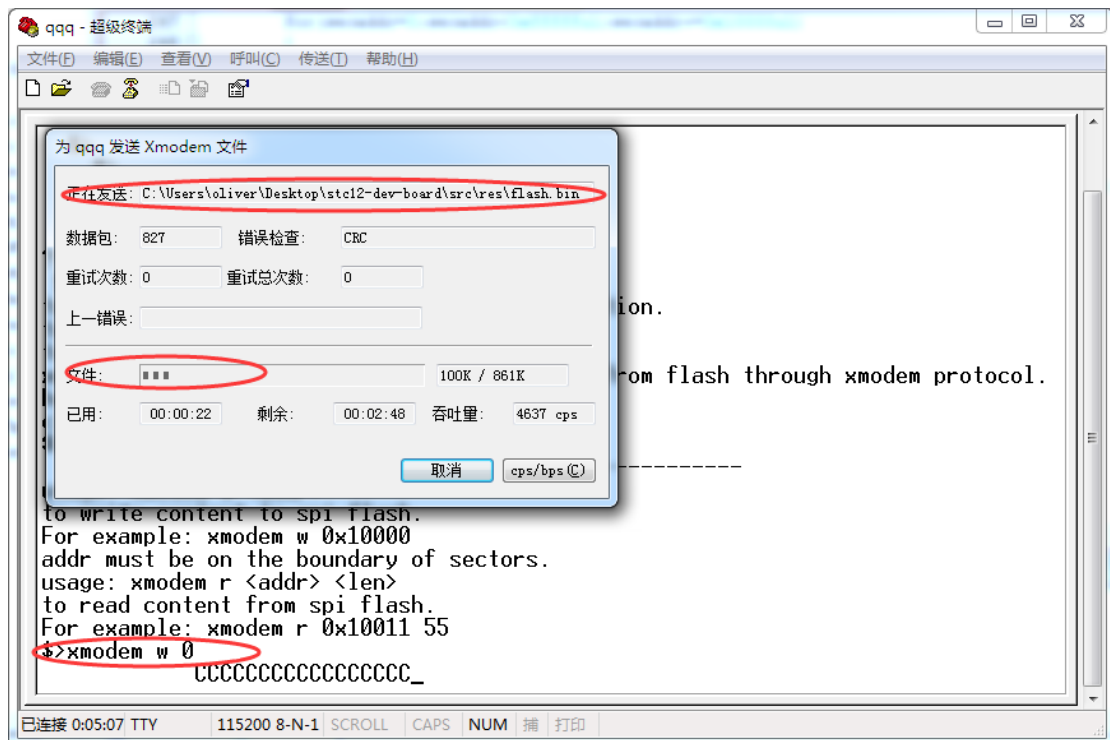 qqq - 超级终端
文件(F) 编辑(E) 查看(V) 呼叫(C) 传送(T) 帮助(H)
为 qqq 发送 Xmodem 文件
正在发送: C:\Users\oliver\Desktop\stc12-dev-board\src\res\flash.bin
数据包: 827 错误检查: CRC
重试次数: 0 重试总次数: 0
上一错误:
文件: 100K / 861K
已用: 00:00:22 剩余: 00:02:48 吞吐量: 4637 cps
取消 cps/bps(C)
ion.
rom flash through xmodem protocol.
----------
to write content to spi flash.
For example: xmodem w 0x10000
addr must be on the boundary of sectors.
usage: xmodem r <addr> <len>
to read content from spi flash.
For example: xmodem r 0x10011 55
$>xmodem w 0
CCCCCCCCCCCCCCCCC_
已连接 0:05:07 TTY 115200 8-N-1 SCROLL CAPS NUM 捕 打印